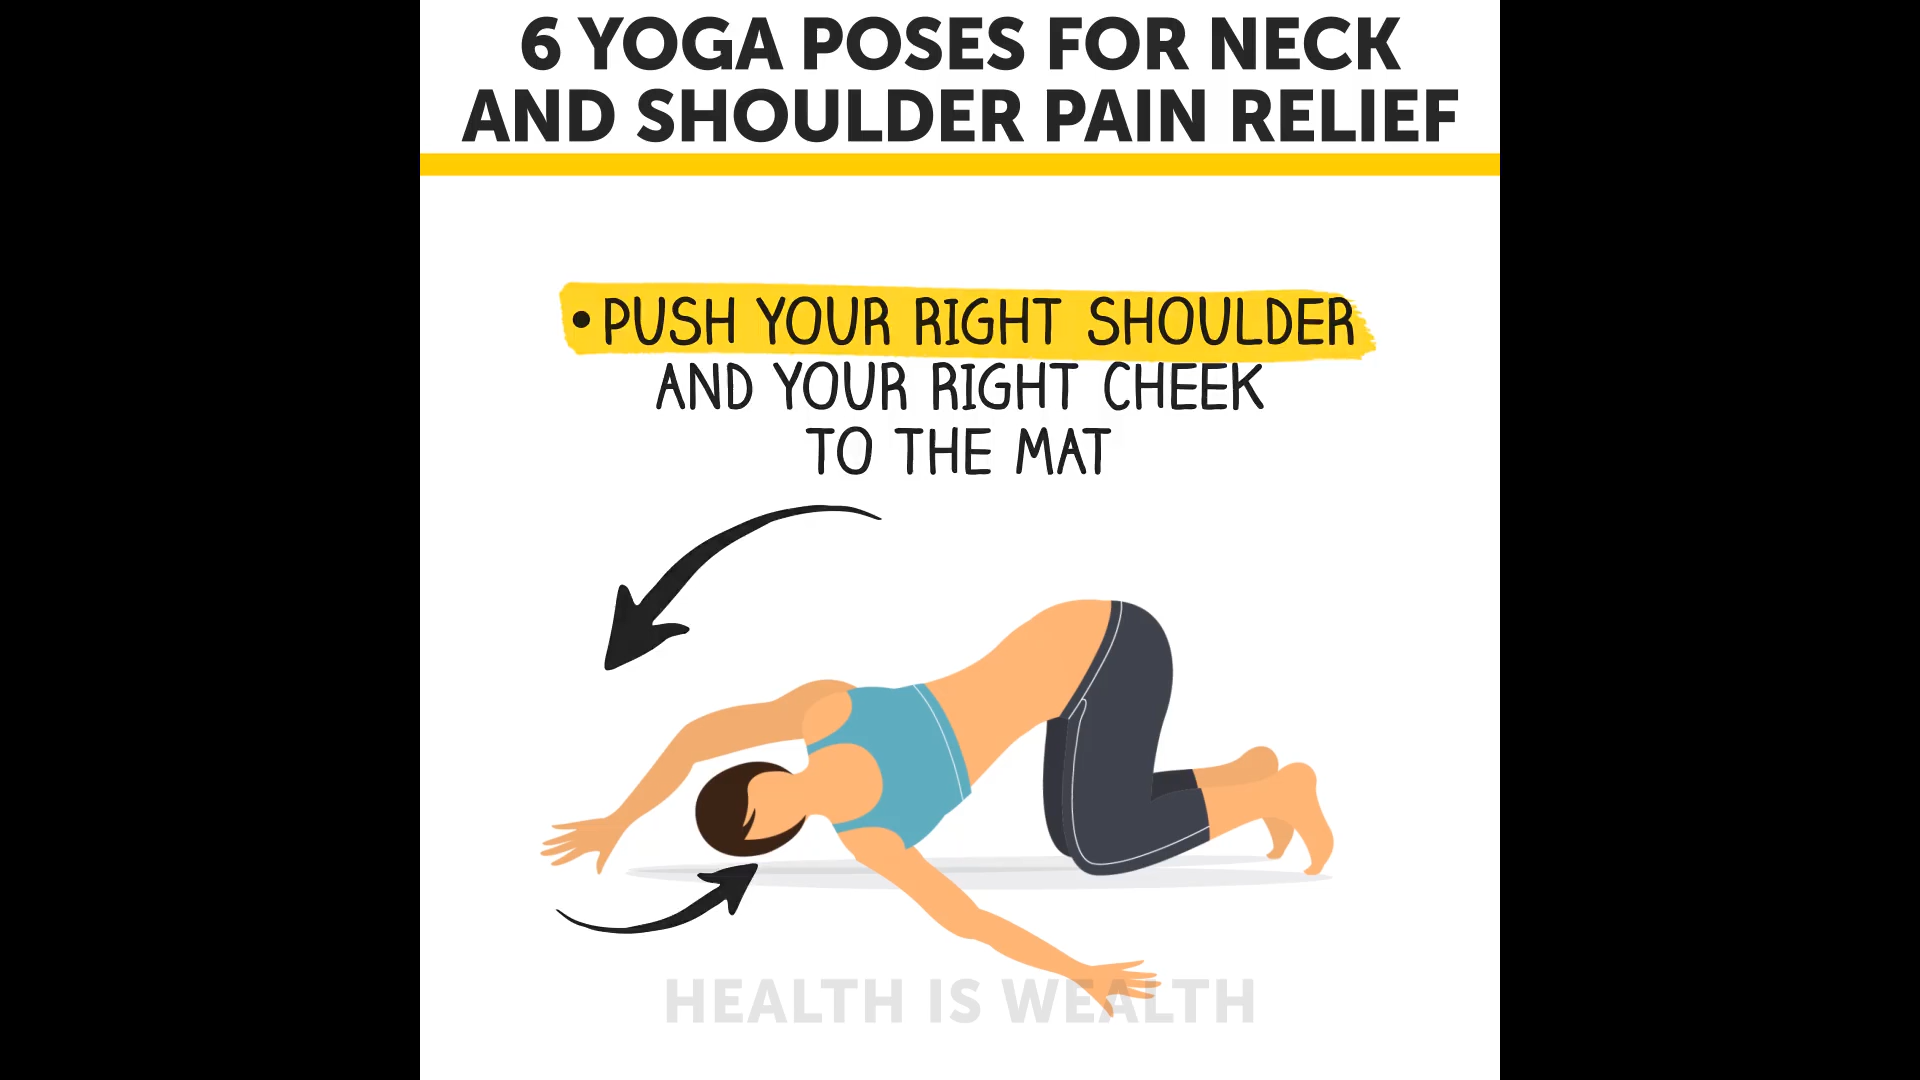 6 YOGA POSES FOR NECK
AND SHOULDER PAIN RELIEF
• PUSH YOUR RIGHT SHOULDER
AND YOUR RIGHT CHEEK
TO THE MAT
HEALTH IS WEALTH